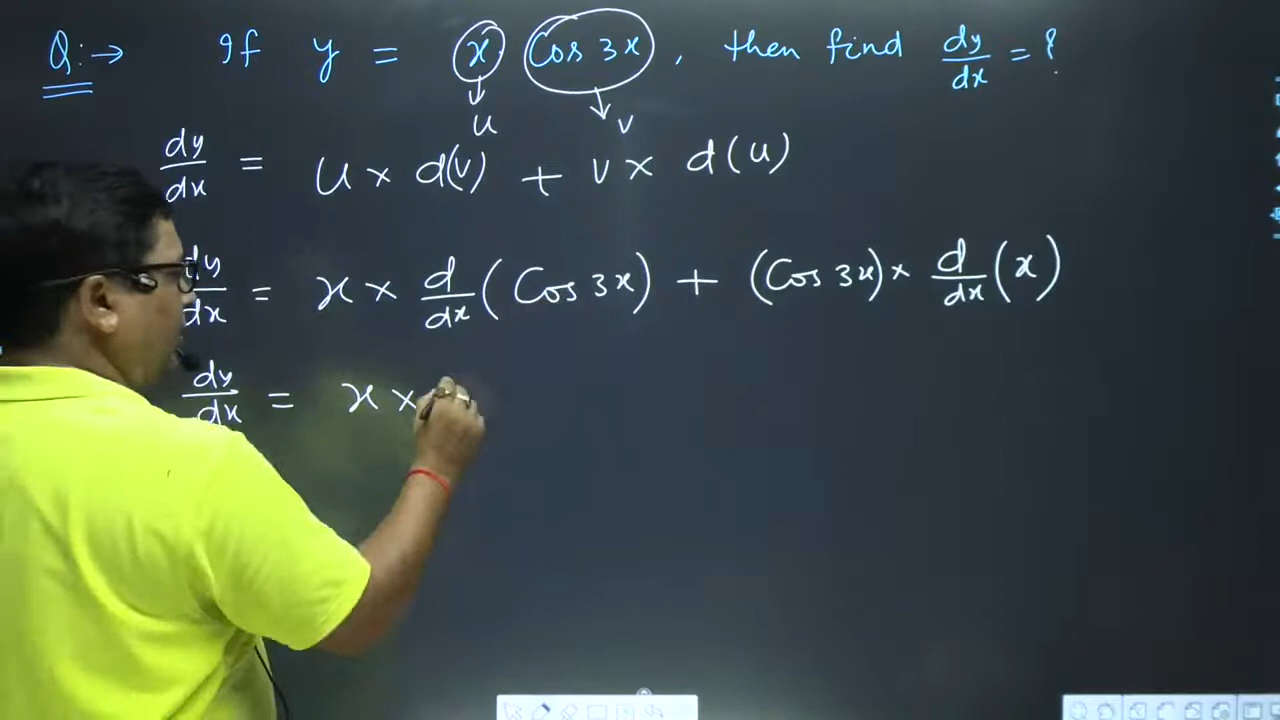 Q:→ If y = x Cos 3x, then find dy/dx = ?
u v
dy/dx = u × d(v) + v × d(u)
dy/dx = x × d/dx (Cos 3x) + (Cos 3x) × d/dx (x)
dy/dx = x ×